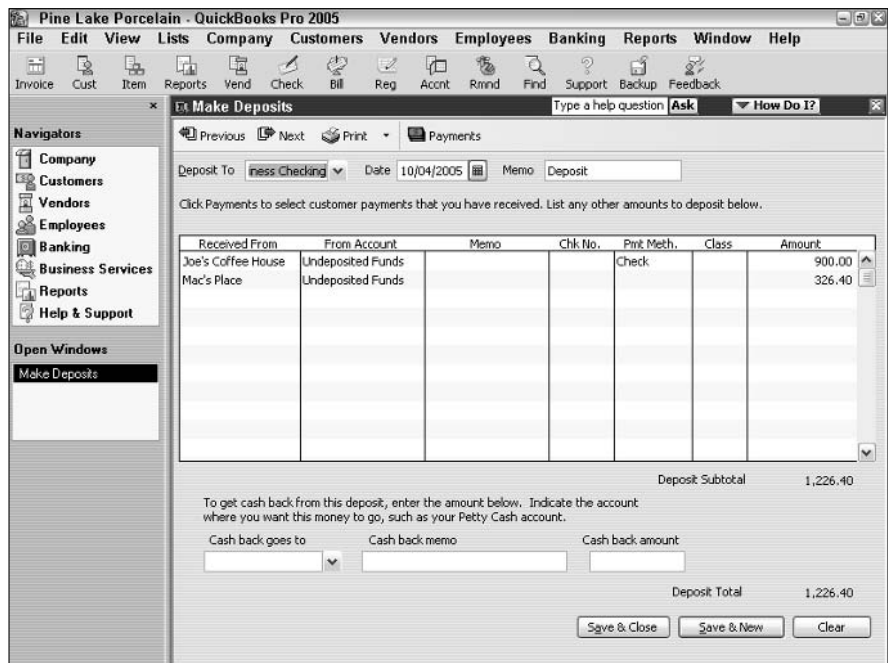 Pine Lake Porcelain - QuickBooks Pro 2005
File Edit View Lists Company Customers Vendors Employees Banking Reports Window Help
Invoice Cust Item Reports Vend Check Bill Reg Accnt Rmnd Find Support Backup Feedback
Make Deposits Type a help question Ask How Do I?
Navigators
Company
Customers
Vendors
Employees
Banking
Business Services
Reports
Help & Support
Open Windows
Make Deposits
Previous Next Print Payments
Deposit To ness Checking Date 10/04/2005 Memo Deposit
Click Payments to select customer payments that you have received. List any other amounts to deposit below.
Received From From Account Memo Chk No. Pmt Meth. Class Amount
Joe's Coffee House Undeposited Funds Check 900.00
Mac's Place Undeposited Funds 326.40
Deposit Subtotal 1,226.40
To get cash back from this deposit, enter the amount below. Indicate the account
where you want this money to go, such as your Petty Cash account.
Cash back goes to Cash back memo Cash back amount
Deposit Total 1,226.40
Save & Close Save & New Clear